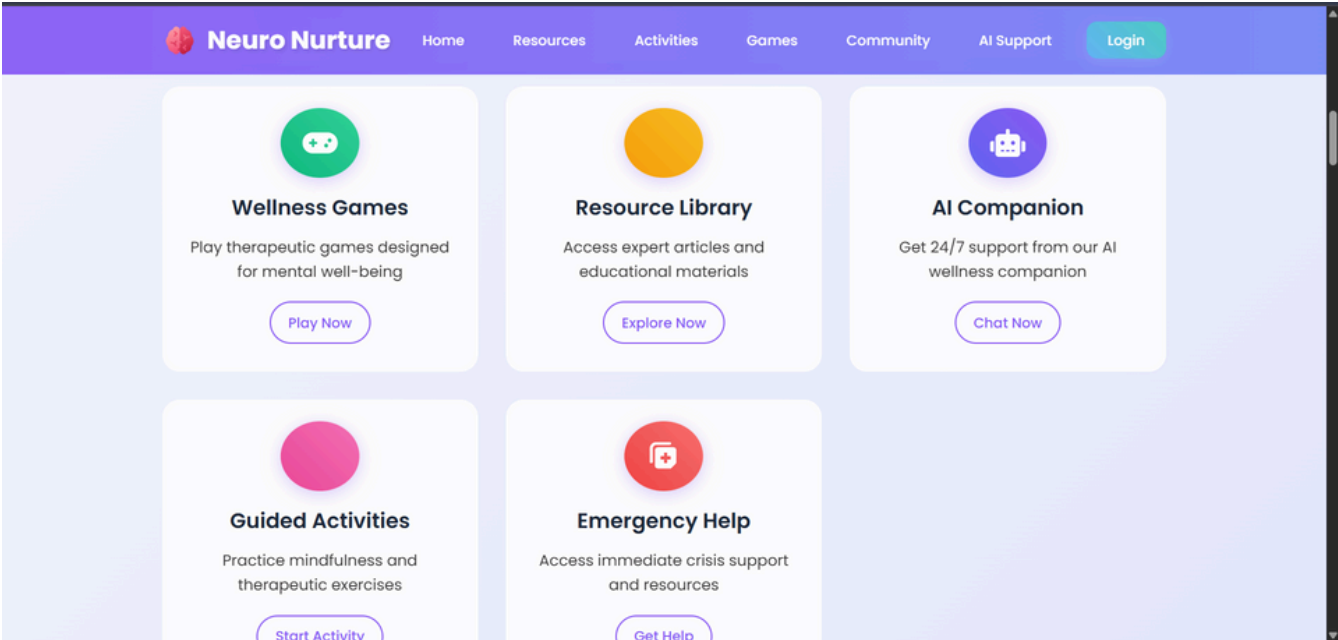 Neuro Nurture Home Resources Activities Games Community AI Support Login
Wellness Games
Play therapeutic games designed
for mental well-being
Play Now
Resource Library
Access expert articles and
educational materials
Explore Now
AI Companion
Get 24/7 support from our AI
wellness companion
Chat Now
Guided Activities
Practice mindfulness and
therapeutic exercises
Start Activity
Emergency Help
Access immediate crisis support
and resources
Get Help